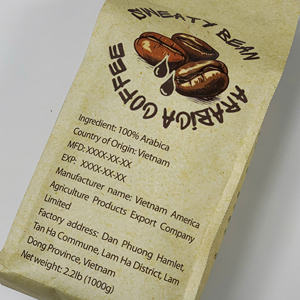 SWEATY BEAN
ARABICA COFFEE
Ingredient: 100% Arabica
Country of Origin: Vietnam
MFD: XXXX-XX-XX
EXP: XXXX-XX-XX
Manufacturer name: Vietnam America
Agriculture Products Export Company
Limited
Factory address: Dan Phuong Hamlet,
Tan Ha Commune, Lam Ha District, Lam
Dong Province, Vietnam
Net weight: 2.2lb (1000g)